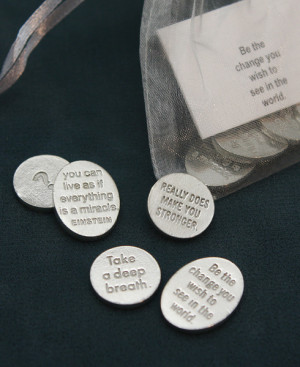 Be the
change you
wish to
see in the
world.
you can
live as if
everything
is a miracle.
EINSTEIN
REALLY DOES
MAKE YOU
STRONGER.
Take
a deep
breath.
Be the
change you
wish to
see in the
world.